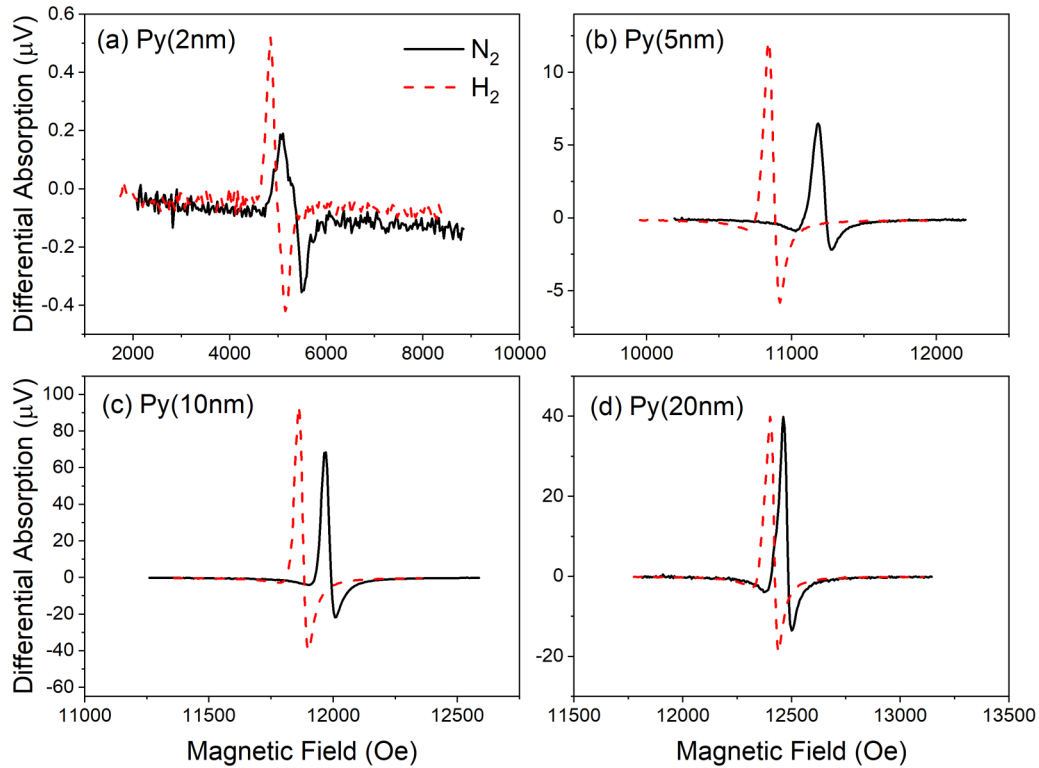 (a) Py(2nm)
N₂
H₂
0.6
0.4
0.2
0.0
-0.2
-0.4
2000 4000 6000 8000 10000
Differential Absorption (μV)
(b) Py(5nm)
10
5
0
-5
10000 11000 12000
(c) Py(10nm)
100
80
60
40
20
0
-20
-40
-60
11000 11500 12000 12500
Differential Absorption (μV)
Magnetic Field (Oe)
(d) Py(20nm)
40
20
0
-20
11500 12000 12500 13000 13500
Magnetic Field (Oe)